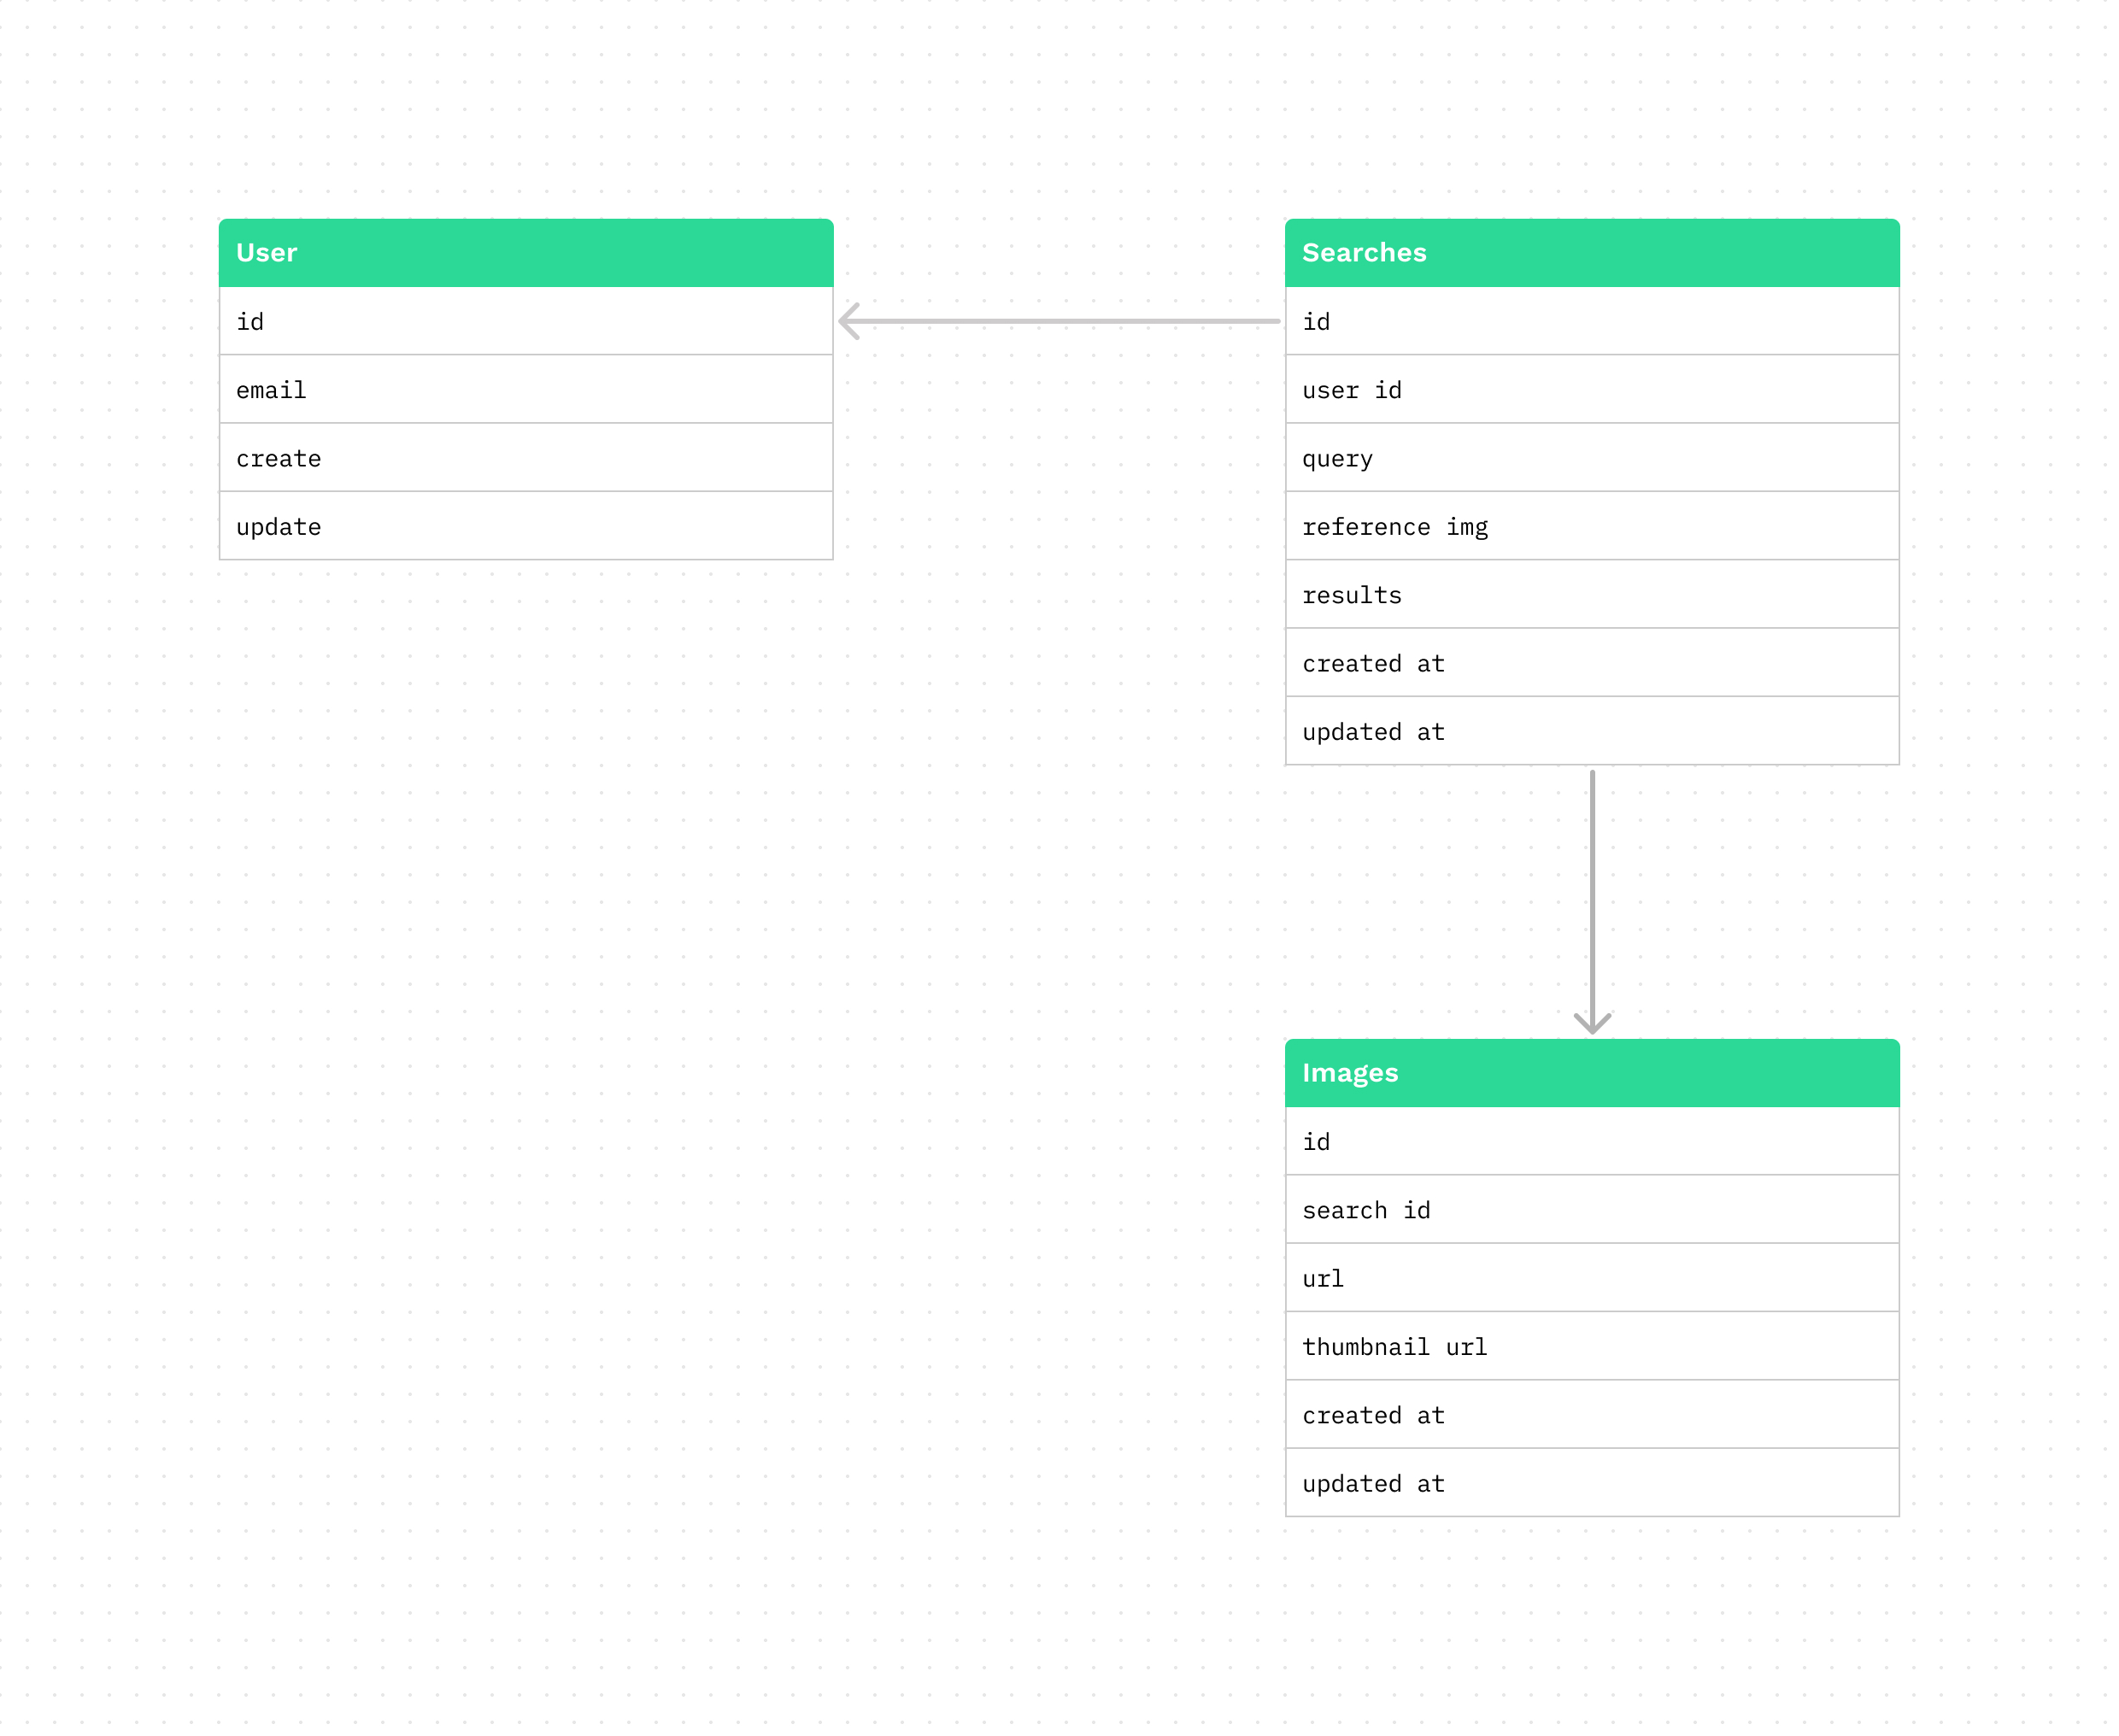 User
id
email
create
update
Searches
id
user id
query
reference img
results
created at
updated at
Images
id
search id
url
thumbnail url
created at
updated at